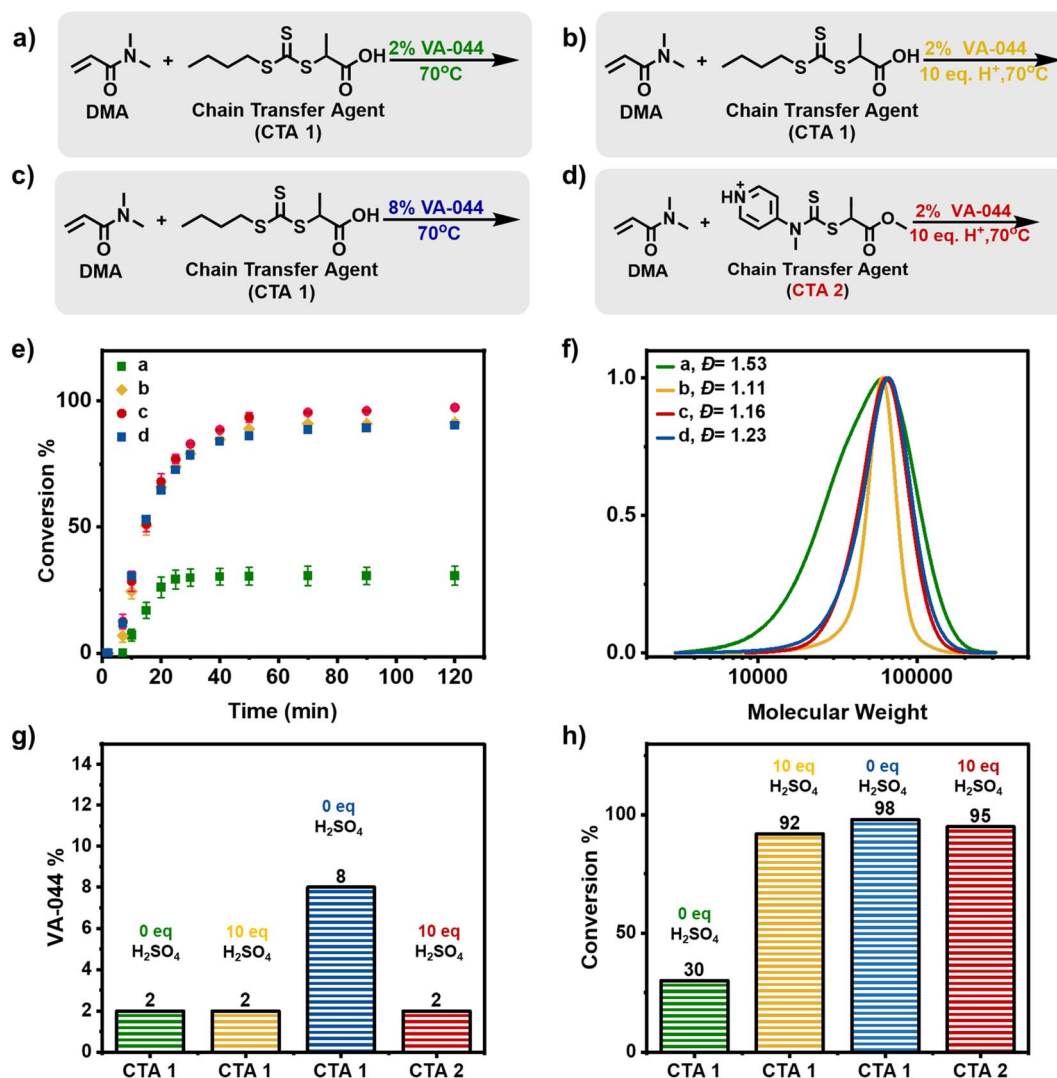 a)
N
O
DMA
+
S
S
S
OH
O
Chain Transfer Agent
(CTA 1)
2% VA-044
70°C
b)
N
O
DMA
+
S
S
S
OH
O
Chain Transfer Agent
(CTA 1)
2% VA-044
10 eq. H⁺,70°C
c)
N
O
DMA
+
S
S
S
OH
O
Chain Transfer Agent
(CTA 1)
8% VA-044
70°C
d)
N
O
DMA
+
HN
+
N
S
S
O
O
Chain Transfer Agent
(CTA 2)
2% VA-044
10 eq. H⁺,70°C
e)
a
b
c
d
Conversion %
100
50
0
0 20 40 60 80 100 120
Time (min)
f)
a, Đ= 1.53
b, Đ= 1.11
c, Đ= 1.16
d, Đ= 1.23
1.0
0.5
0.0
10000 100000
Molecular Weight
g)
VA-044 %
14
12
10
8
6
4
2
0
0 eq
H₂SO₄
2
10 eq
H₂SO₄
2
0 eq
H₂SO₄
8
10 eq
H₂SO₄
2
CTA 1 CTA 1 CTA 1 CTA 2
h)
Conversion %
100
50
0
0 eq
H₂SO₄
30
10 eq
H₂SO₄
92
0 eq
H₂SO₄
98
10 eq
H₂SO₄
95
CTA 1 CTA 1 CTA 1 CTA 2